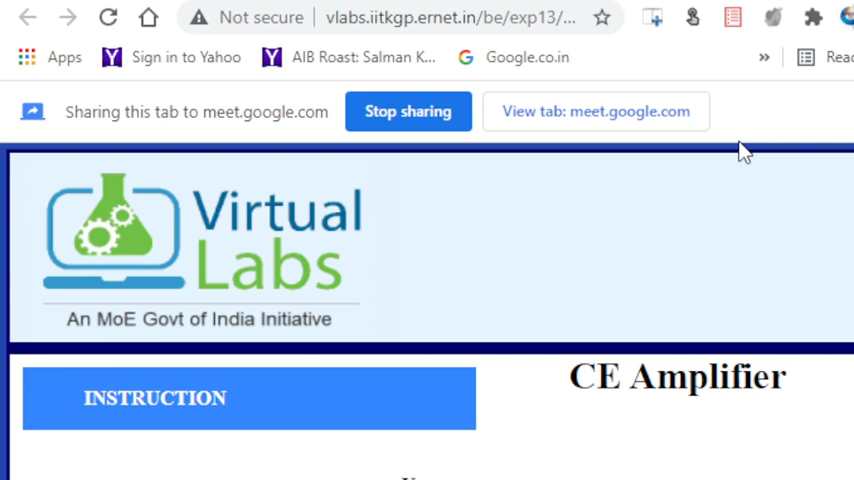 Not secure vlabs.iitkgp.ernet.in/be/exp13/...
Apps Sign in to Yahoo AIB Roast: Salman K... Google.co.in »
Sharing this tab to meet.google.com Stop sharing View tab: meet.google.com
Virtual
Labs
An MoE Govt of India Initiative
CE Amplifier
INSTRUCTION